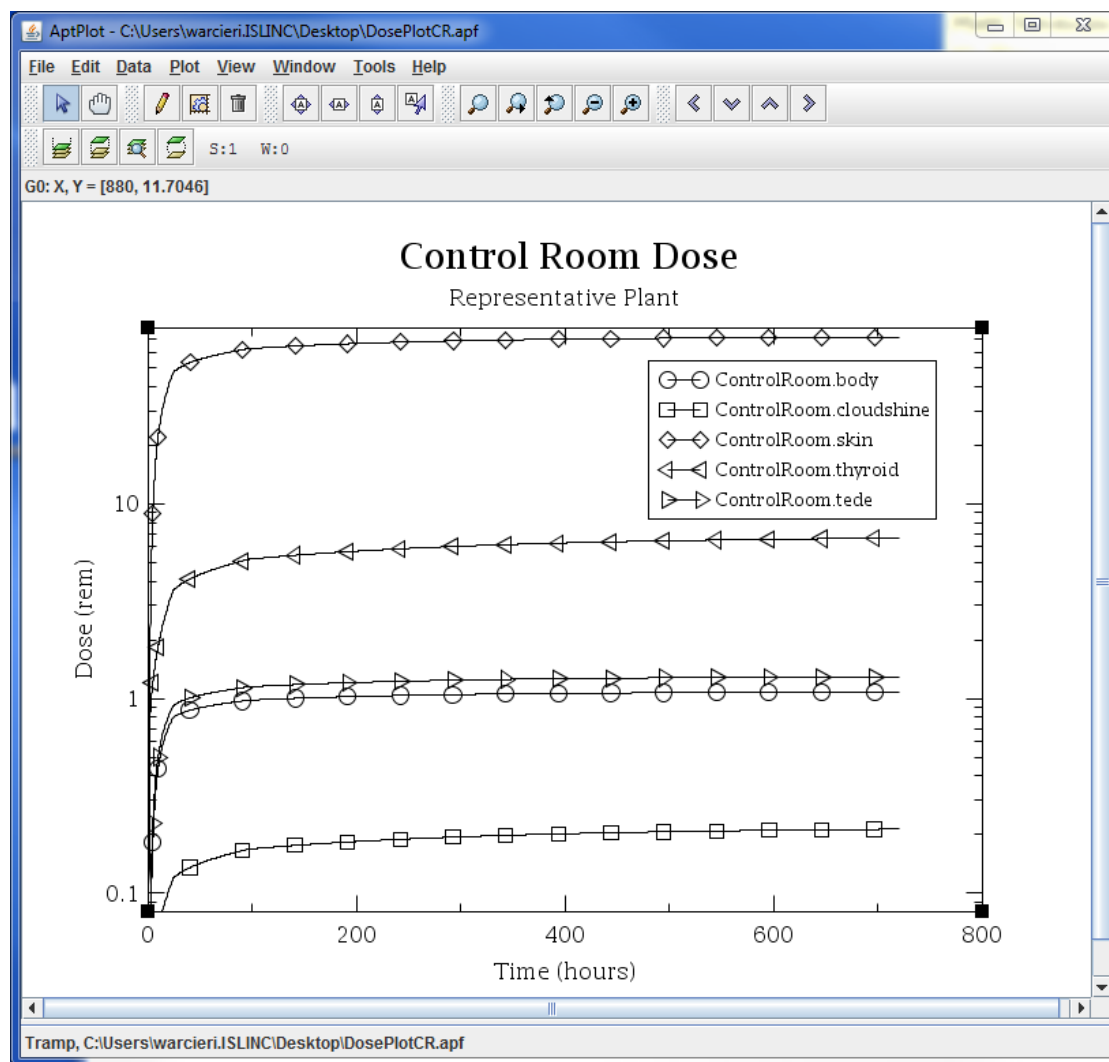 AptPlot - C:\Users\warcieri.ISLINC\Desktop\DosePlotCR.apf
File Edit Data Plot View Window Tools Help
S:1 W:0
G0: X, Y = [880, 11.7046]
Control Room Dose
Representative Plant
ControlRoom.body
ControlRoom.cloudshine
ControlRoom.skin
ControlRoom.thyroid
ControlRoom.tede
10
1
0.1
Dose (rem)
0 200 400 600 800
Time (hours)
Tramp, C:\Users\warcieri.ISLINC\Desktop\DosePlotCR.apf